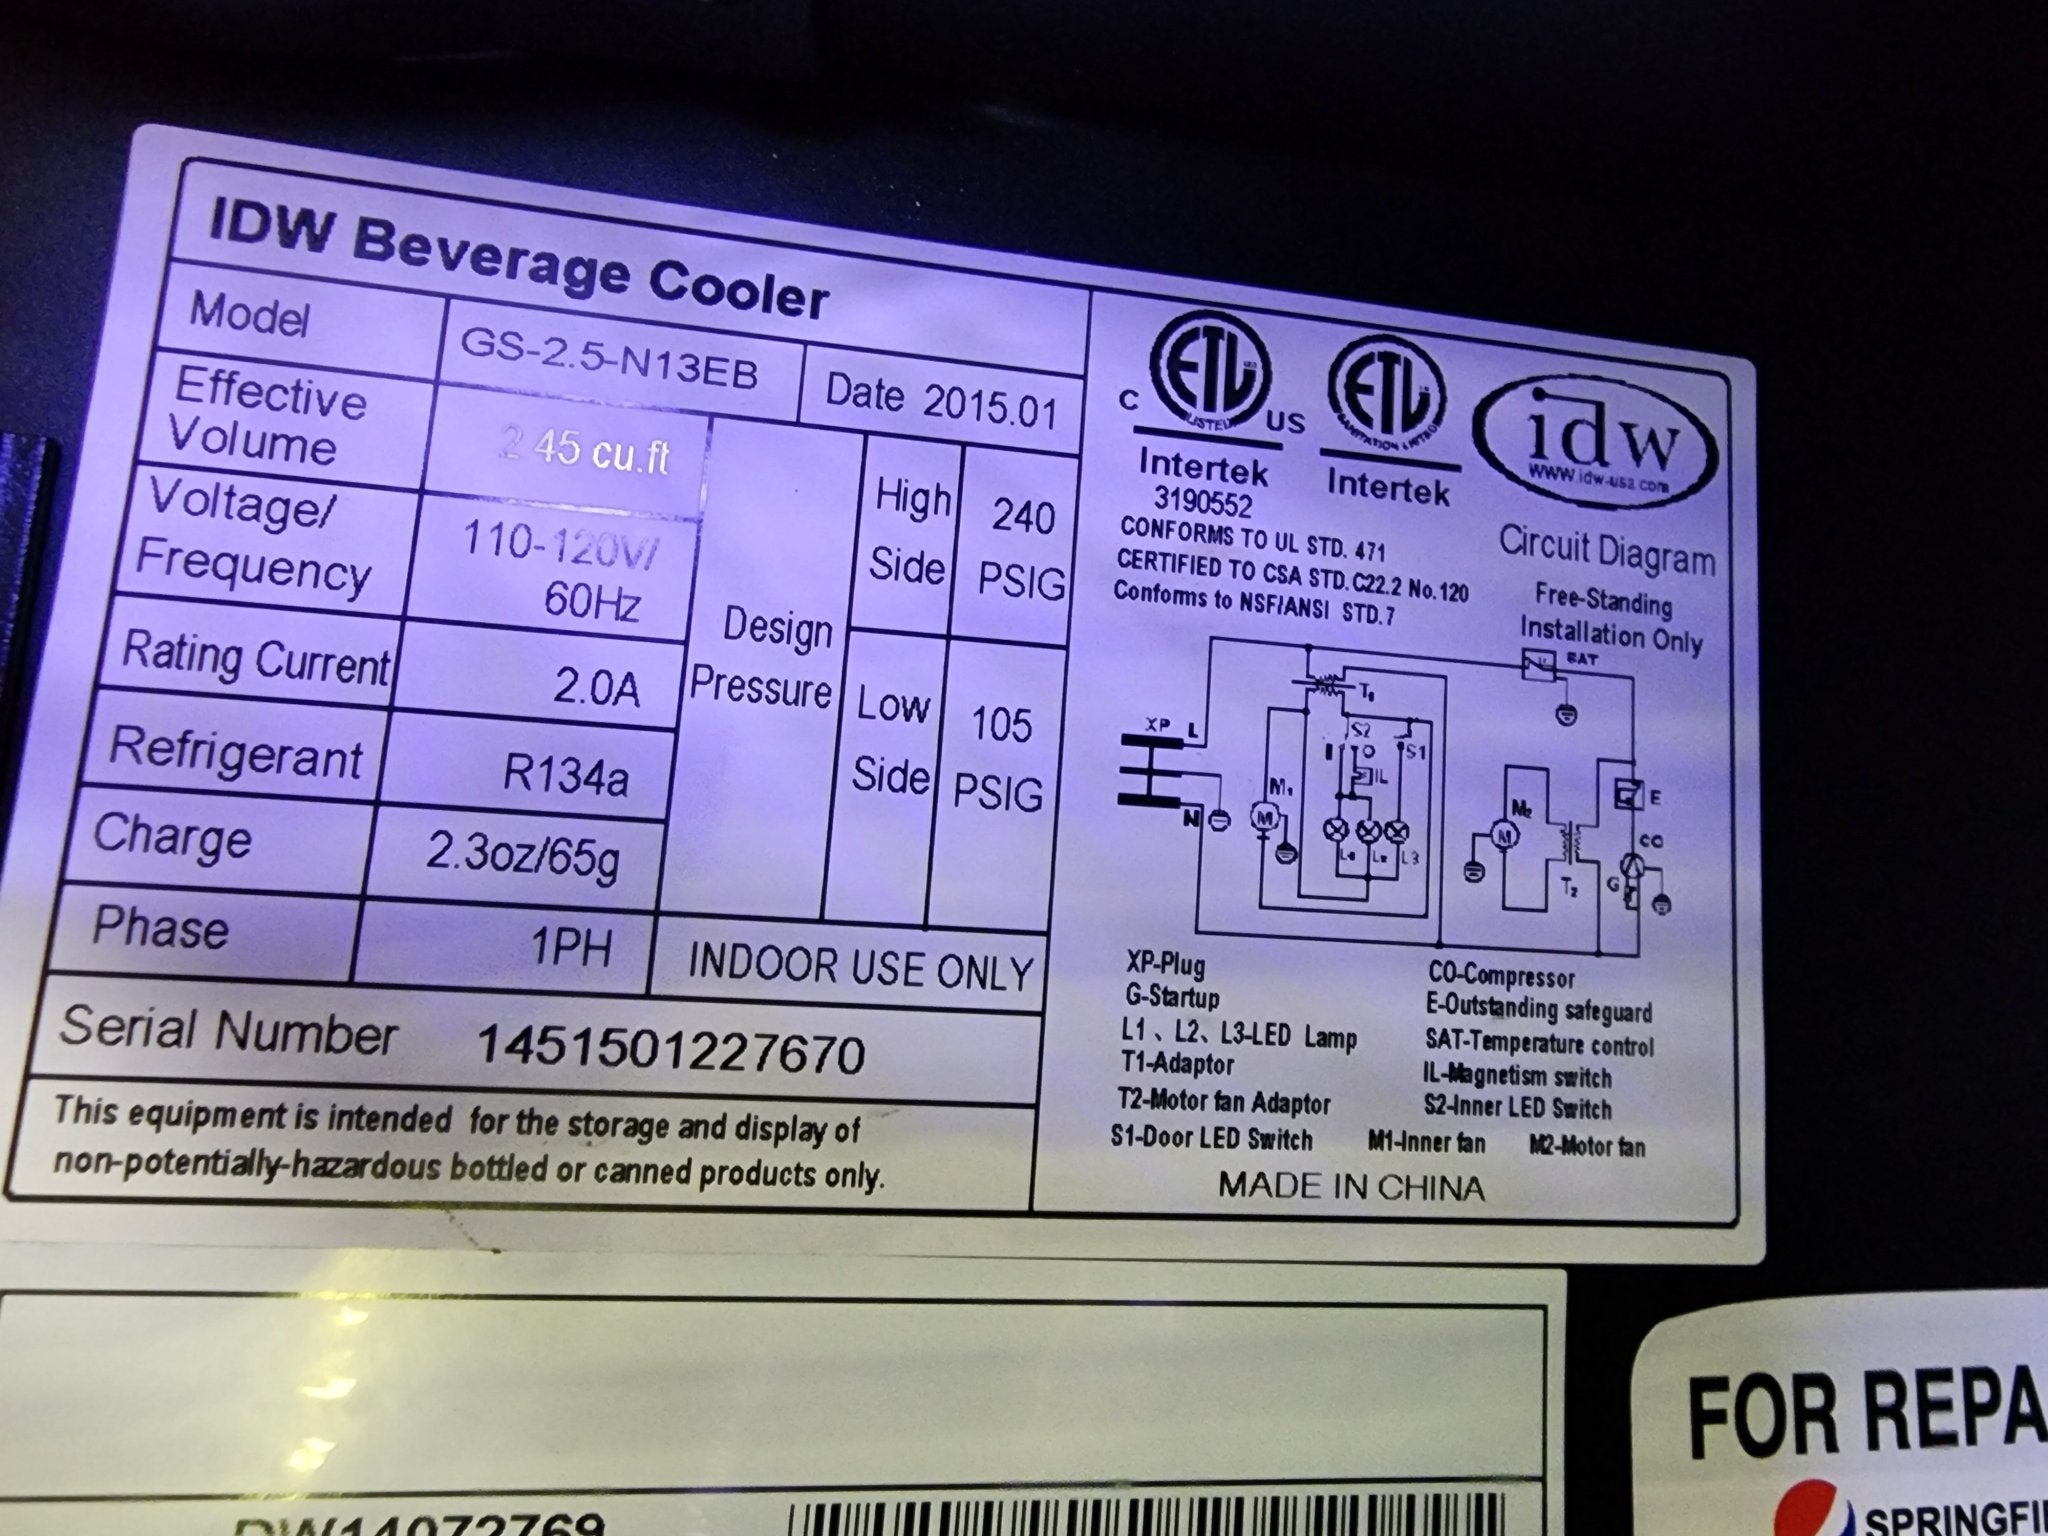 IDW Beverage Cooler
Model GS-2.5-N13EB Date 2015.01
Effective Volume 2.45 cu.ft
Voltage/ Frequency 110-120V/ 60Hz
Rating Current 2.0A
Refrigerant R134a
Charge 2.3oz/65g
Phase 1PH
Design Pressure
High Side 240 PSIG
Low Side 105 PSIG
INDOOR USE ONLY
Serial Number 1451501227670
This equipment is intended for the storage and display of
non-potentially-hazardous bottled or canned products only.
C ETL LISTED US
Intertek
3190552
ETL
Intertek
idw
www.idw-usa.com
CONFORMS TO UL STD. 471
CERTIFIED TO CSA STD.C22.2 No.120
Conforms to NSF/ANSI STD.7
Circuit Diagram
Free-Standing
Installation Only
XP L N
SAT
S2 O S1
IL
M1 M
L3
M2 M
T2
E
CO
G
XP-Plug
G-Startup
L1、L2、L3-LED Lamp
T1-Adaptor
T2-Motor fan Adaptor
S1-Door LED Switch
CO-Compressor
E-Outstanding safeguard
SAT-Temperature control
IL-Magnetism switch
S2-Inner LED Switch
M1-Inner fan M2-Motor fan
MADE IN CHINA
DW14072769
FOR REPA
SPRINGFI